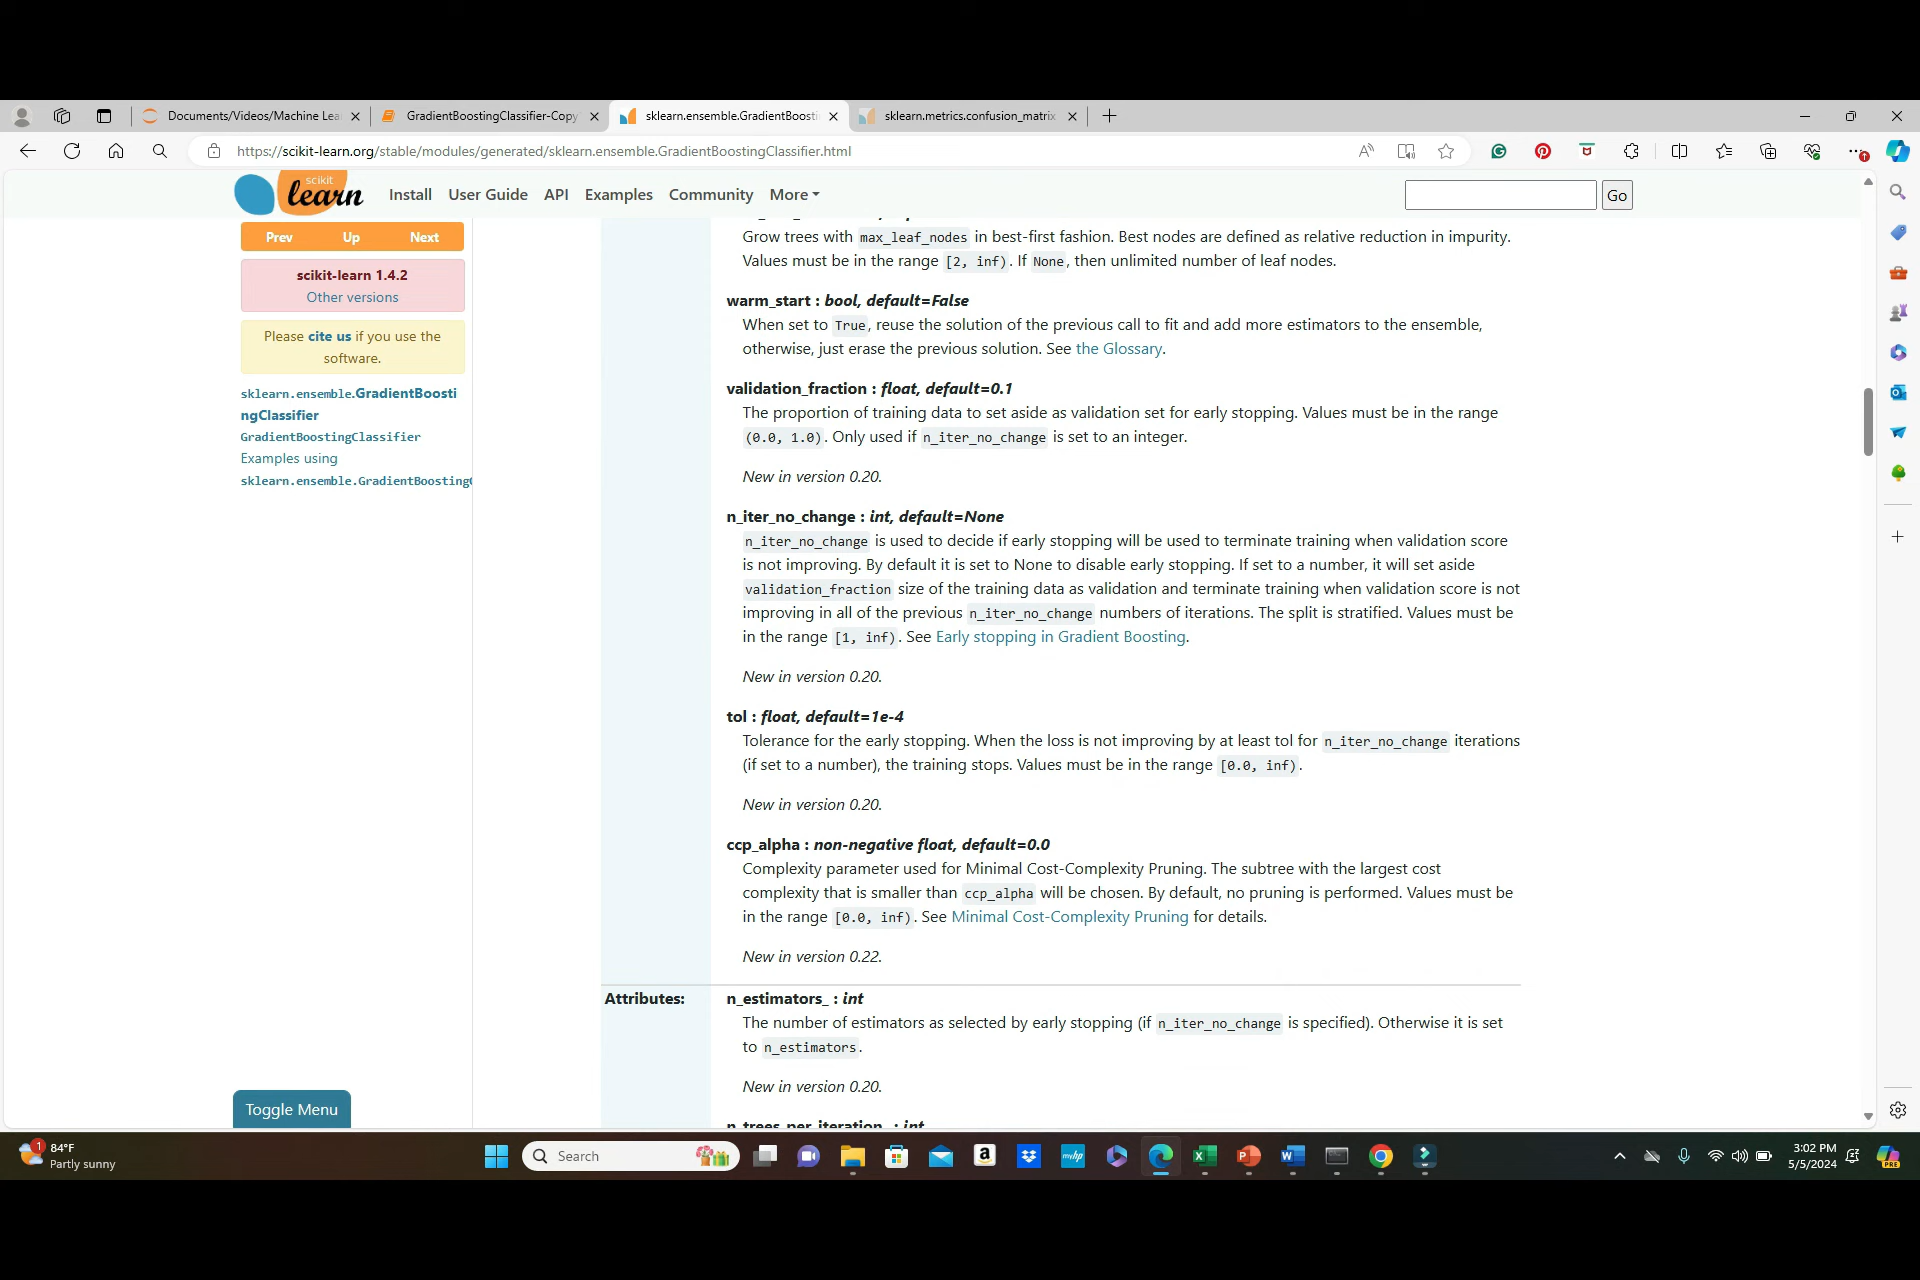 Documents/Videos/Machine Lea
GradientBoostingClassifier-Copy
sklearn.ensemble.GradientBoosti
sklearn.metrics.confusion_matrix
https://scikit-learn.org/stable/modules/generated/sklearn.ensemble.GradientBoostingClassifier.html
scikit
learn
Install
User Guide
API
Examples
Community
More
Go
Prev
Up
Next
scikit-learn 1.4.2
Other versions
Please cite us if you use the
software.
sklearn.ensemble.GradientBoosti
ngClassifier
GradientBoostingClassifier
Examples using
sklearn.ensemble.GradientBoosting
Toggle Menu
Grow trees with max_leaf_nodes in best-first fashion. Best nodes are defined as relative reduction in impurity.
Values must be in the range [2, inf). If None, then unlimited number of leaf nodes.
warm_start : bool, default=False
When set to True, reuse the solution of the previous call to fit and add more estimators to the ensemble,
otherwise, just erase the previous solution. See the Glossary.
validation_fraction : float, default=0.1
The proportion of training data to set aside as validation set for early stopping. Values must be in the range
(0.0, 1.0). Only used if n_iter_no_change is set to an integer.
New in version 0.20.
n_iter_no_change : int, default=None
n_iter_no_change is used to decide if early stopping will be used to terminate training when validation score
is not improving. By default it is set to None to disable early stopping. If set to a number, it will set aside
validation_fraction size of the training data as validation and terminate training when validation score is not
improving in all of the previous n_iter_no_change numbers of iterations. The split is stratified. Values must be
in the range [1, inf). See Early stopping in Gradient Boosting.
New in version 0.20.
tol : float, default=1e-4
Tolerance for the early stopping. When the loss is not improving by at least tol for n_iter_no_change iterations
(if set to a number), the training stops. Values must be in the range [0.0, inf).
New in version 0.20.
ccp_alpha : non-negative float, default=0.0
Complexity parameter used for Minimal Cost-Complexity Pruning. The subtree with the largest cost
complexity that is smaller than ccp_alpha will be chosen. By default, no pruning is performed. Values must be
in the range [0.0, inf). See Minimal Cost-Complexity Pruning for details.
New in version 0.22.
Attributes:
n_estimators_ : int
The number of estimators as selected by early stopping (if n_iter_no_change is specified). Otherwise it is set
to n_estimators.
New in version 0.20.
n_trees_per_iteration_ : int
1
84°F
Partly sunny
Search
myhp
3:02 PM
5/5/2024
PRE